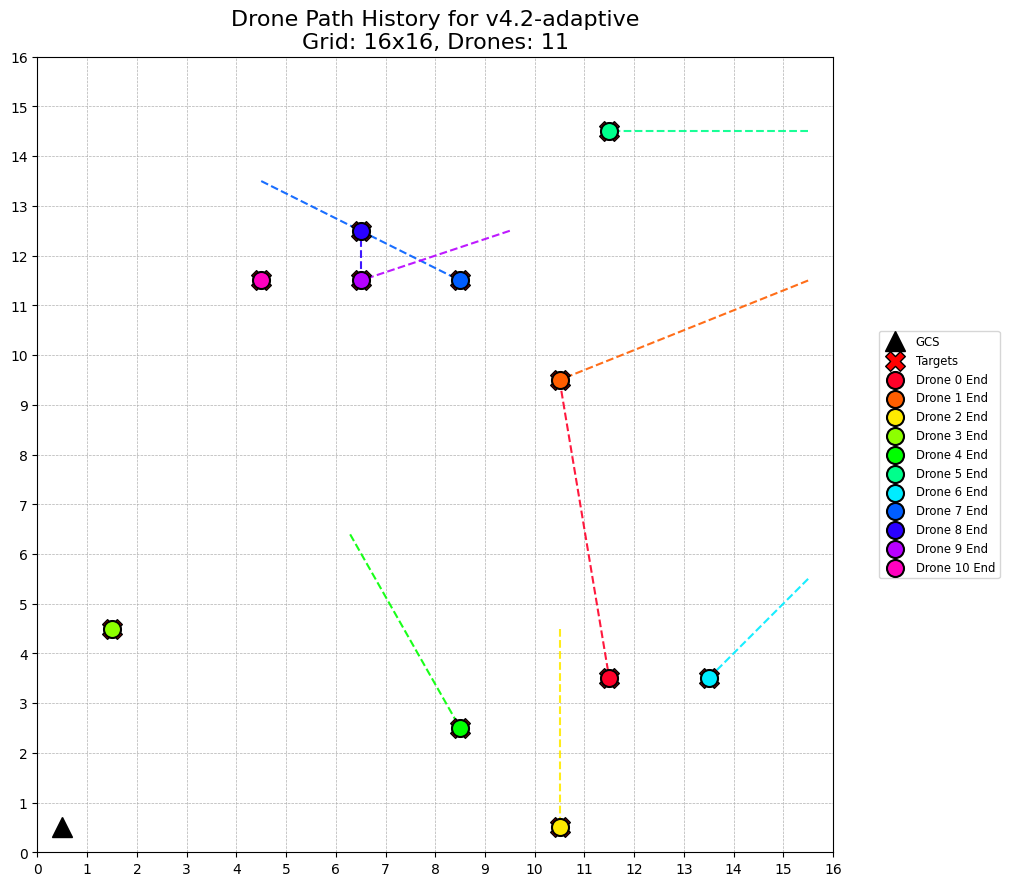 Drone Path History for v4.2-adaptive
Grid: 16x16, Drones: 11
16
15
14
13
12
11
10
9
8
7
6
5
4
3
2
1
0
0 1 2 3 4 5 6 7 8 9 10 11 12 13 14 15 16
GCS
Targets
Drone 0 End
Drone 1 End
Drone 2 End
Drone 3 End
Drone 4 End
Drone 5 End
Drone 6 End
Drone 7 End
Drone 8 End
Drone 9 End
Drone 10 End